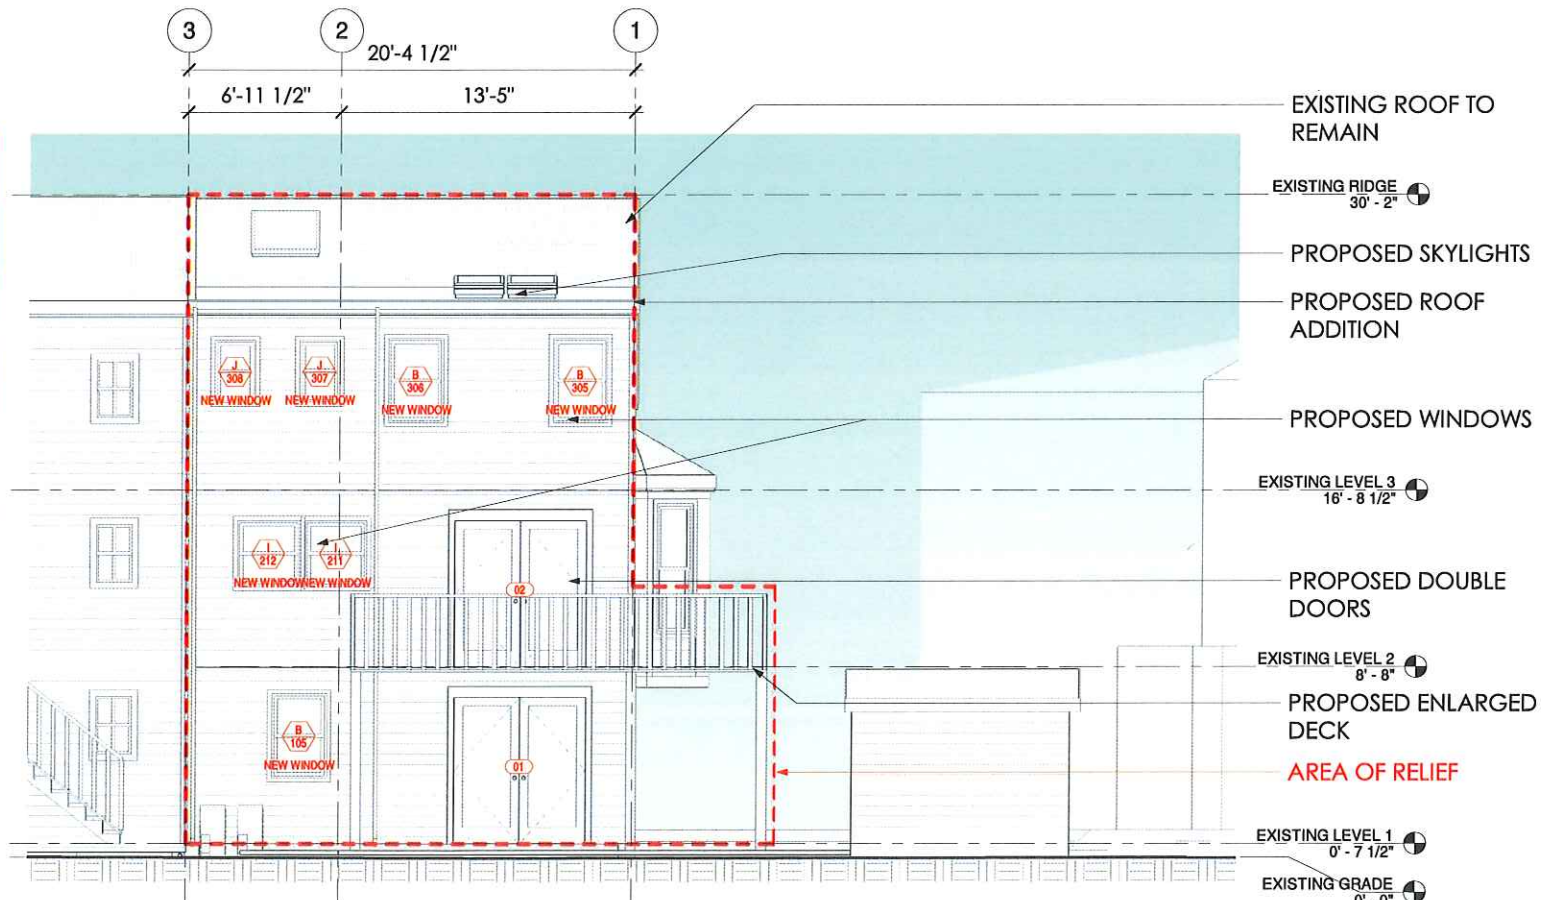 3
2
1
20'-4 1/2"
6'-11 1/2"
13'-5"
EXISTING ROOF TO
REMAIN
EXISTING RIDGE
30' - 2"
PROPOSED SKYLIGHTS
PROPOSED ROOF
ADDITION
J
308
NEW WINDOW
J
307
NEW WINDOW
B
306
NEW WINDOW
B
305
NEW WINDOW
PROPOSED WINDOWS
EXISTING LEVEL 3
16' - 8 1/2"
I
212
NEW WINDOW
I
211
NEW WINDOW
02
PROPOSED DOUBLE
DOORS
EXISTING LEVEL 2
8' - 8"
PROPOSED ENLARGED
DECK
B
105
NEW WINDOW
01
AREA OF RELIEF
EXISTING LEVEL 1
0' - 7 1/2"
EXISTING GRADE
0' - 0"